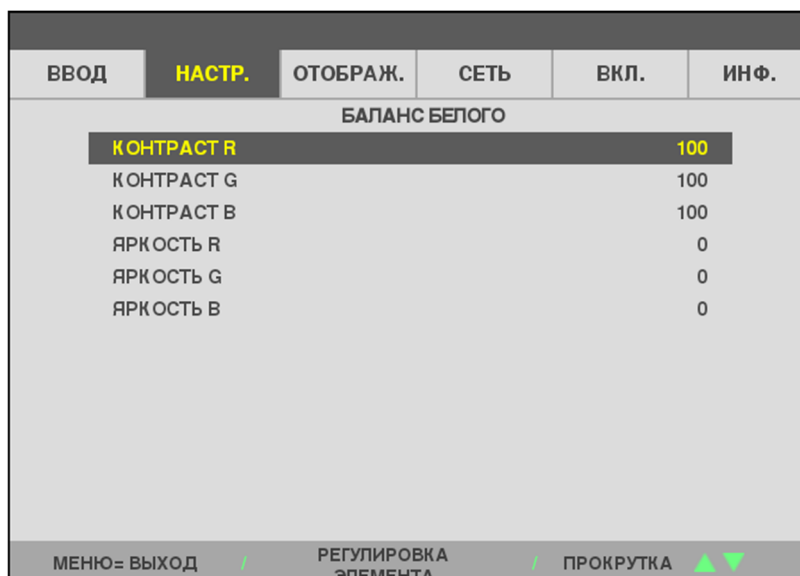 ВВОД НАСТР. ОТОБРАЖ. СЕТЬ ВКЛ. ИНФ.
БАЛАНС БЕЛОГО
КОНТРАСТ R 100
КОНТРАСТ G 100
КОНТРАСТ B 100
ЯРКОСТЬ R 0
ЯРКОСТЬ G 0
ЯРКОСТЬ B 0
МЕНЮ= ВЫХОД / РЕГУЛИРОВКА / ПРОКРУТКА
ЭЛЕМЕНТА